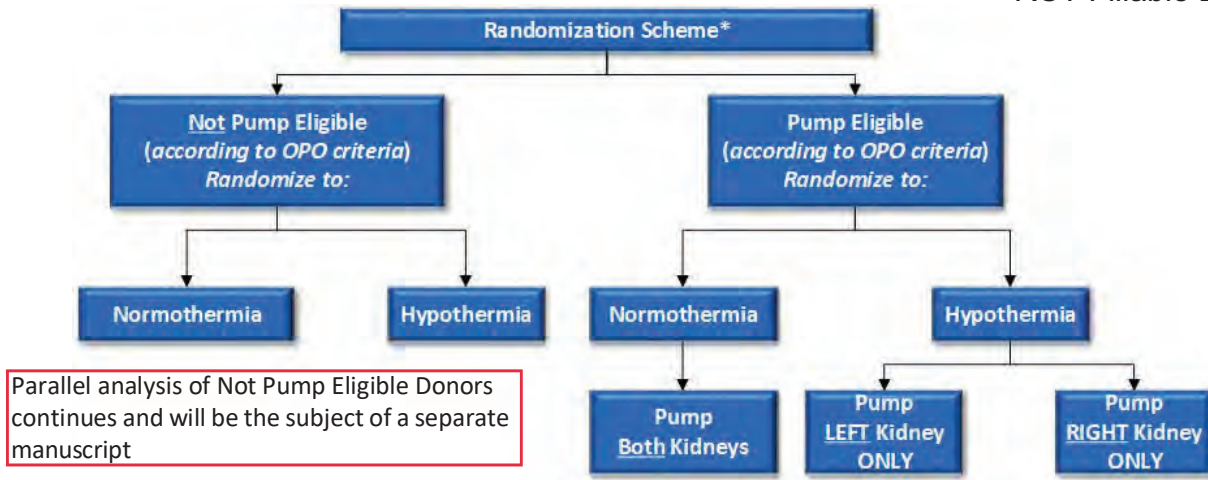 Randomization Scheme*
Not Pump Eligible
(according to OPO criteria)
Randomize to:
Pump Eligible
(according to OPO criteria)
Randomize to:
Normothermia
Hypothermia
Normothermia
Hypothermia
Parallel analysis of Not Pump Eligible Donors
continues and will be the subject of a separate
manuscript
Pump
Both Kidneys
Pump
LEFT Kidney
ONLY
Pump
RIGHT Kidney
ONLY